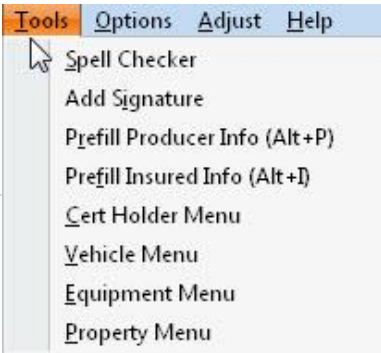 Tools Options Adjust Help
Spell Checker
Add Signature
Prefill Producer Info (Alt+P)
Prefill Insured Info (Alt+I)
Cert Holder Menu
Vehicle Menu
Equipment Menu
Property Menu